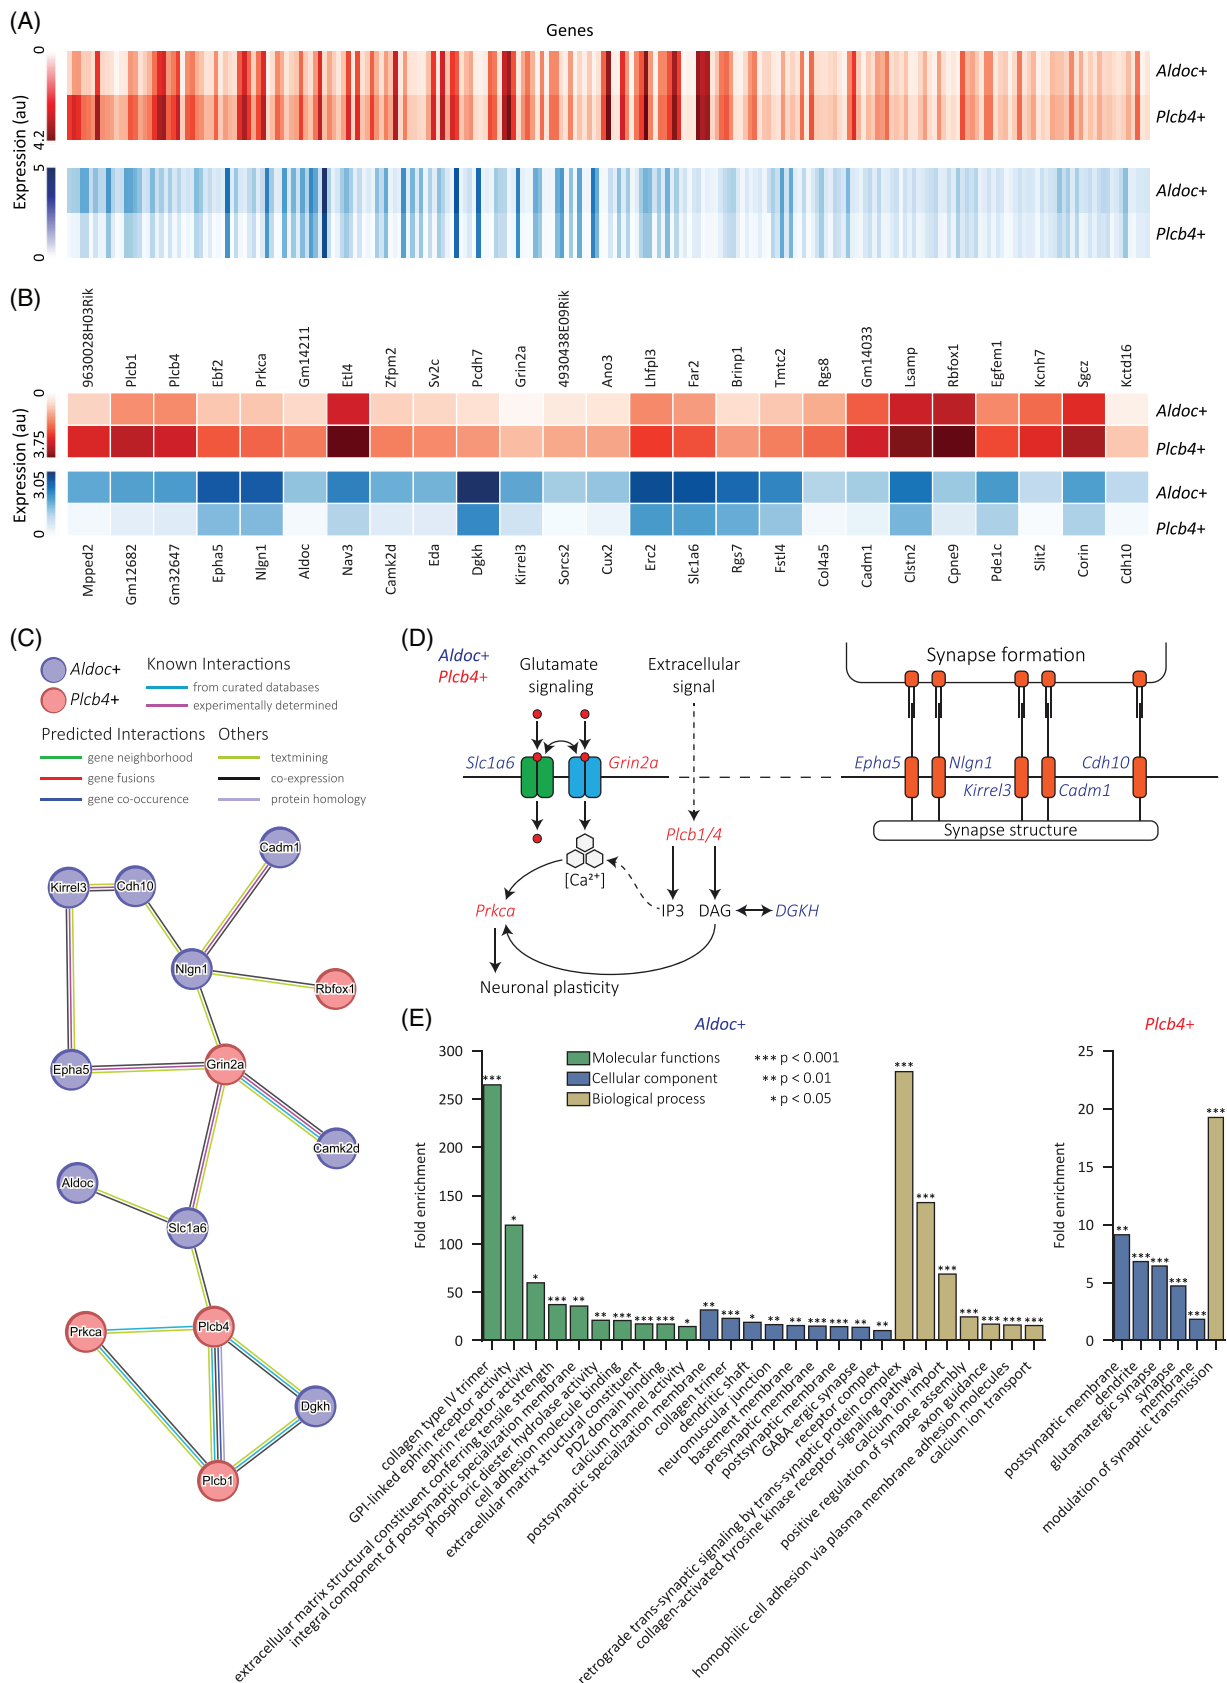 (A)
Genes
Expression (au)
0
4.2
Aldoc+
Plcb4+
Expression (au)
5
0
Aldoc+
Plcb4+
(B)
9630028H03Rik
Plcb1
Plcb4
Ebf2
Prkca
Gm14211
Etl4
Zfpm2
Sv2c
Pcdh7
Grin2a
4930438E09Rik
Ano3
Lhfpl3
Far2
Brinp1
Tmtc2
Rgs8
Gm14033
Lsamp
Rbfox1
Egfem1
Kcnh7
Sgcz
Kctd16
Expression (au)
0
3.75
Aldoc+
Plcb4+
Expression (au)
3.05
0
Aldoc+
Plcb4+
Mpped2
Gm12682
Gm32647
Epha5
Nlgn1
Aldoc
Nav3
Camk2d
Eda
Dgkh
Kirrel3
Sorcs2
Cux2
Erc2
Slc1a6
Rgs7
Fstl4
Col4a5
Cadm1
Clstn2
Cpne9
Pde1c
Slit2
Corin
Cdh10
(C)
Aldoc+
Plcb4+
Known Interactions
from curated databases
experimentally determined
Predicted Interactions
gene neighborhood
gene fusions
gene co-occurence
Others
textmining
co-expression
protein homology
Cadm1
Kirrel3
Cdh10
Nlgn1
Rbfox1
Epha5
Grin2a
Camk2d
Aldoc
Slc1a6
Prkca
Plcb4
Dgkh
Plcb1
(D)
Aldoc+
Plcb4+
Glutamate
signaling
Extracellular
signal
Slc1a6
Grin2a
Plcb1/4
[Ca²⁺]
Prkca
IP3
DAG
DGKH
Neuronal plasticity
Synapse formation
Epha5
Nlgn1
Kirrel3
Cadm1
Cdh10
Synapse structure
(E)
Aldoc+
Fold enrichment
300
250
200
150
100
50
0
Molecular functions
Cellular component
Biological process
*** p < 0.001
** p < 0.01
* p < 0.05
***
*
*
***
**
**
***
***
***
*
**
***
*
**
**
***
***
**
**
***
***
***
***
***
***
***
collagen type IV trimer
GPI-linked ephrin receptor activity
ephrin receptor activity
extracellular matrix structural constituent conferring tensile strength
integral component of postsynaptic specialization membrane
phosphoric diester hydrolase activity
cell adhesion molecule binding
extracellular matrix structural constituent
PDZ domain binding
calcium channel activity
postsynaptic specialization membrane
collagen trimer
dendritic shaft
neuromuscular junction
basement membrane
presynaptic membrane
postsynaptic membrane
GABA-ergic synapse
receptor complex
retrograde trans-synaptic signaling by trans-synaptic protein complex
collagen-activated tyrosine kinase receptor signaling pathway
calcium ion import
positive regulation of synapse assembly
axon guidance
homophilic cell adhesion via plasma membrane adhesion molecules
calcium ion transport
Plcb4+
Fold enrichment
25
20
15
10
5
0
**
***
***
***
***
***
postsynaptic membrane
dendrite
glutamatergic synapse
synapse
membrane
modulation of synaptic transmission